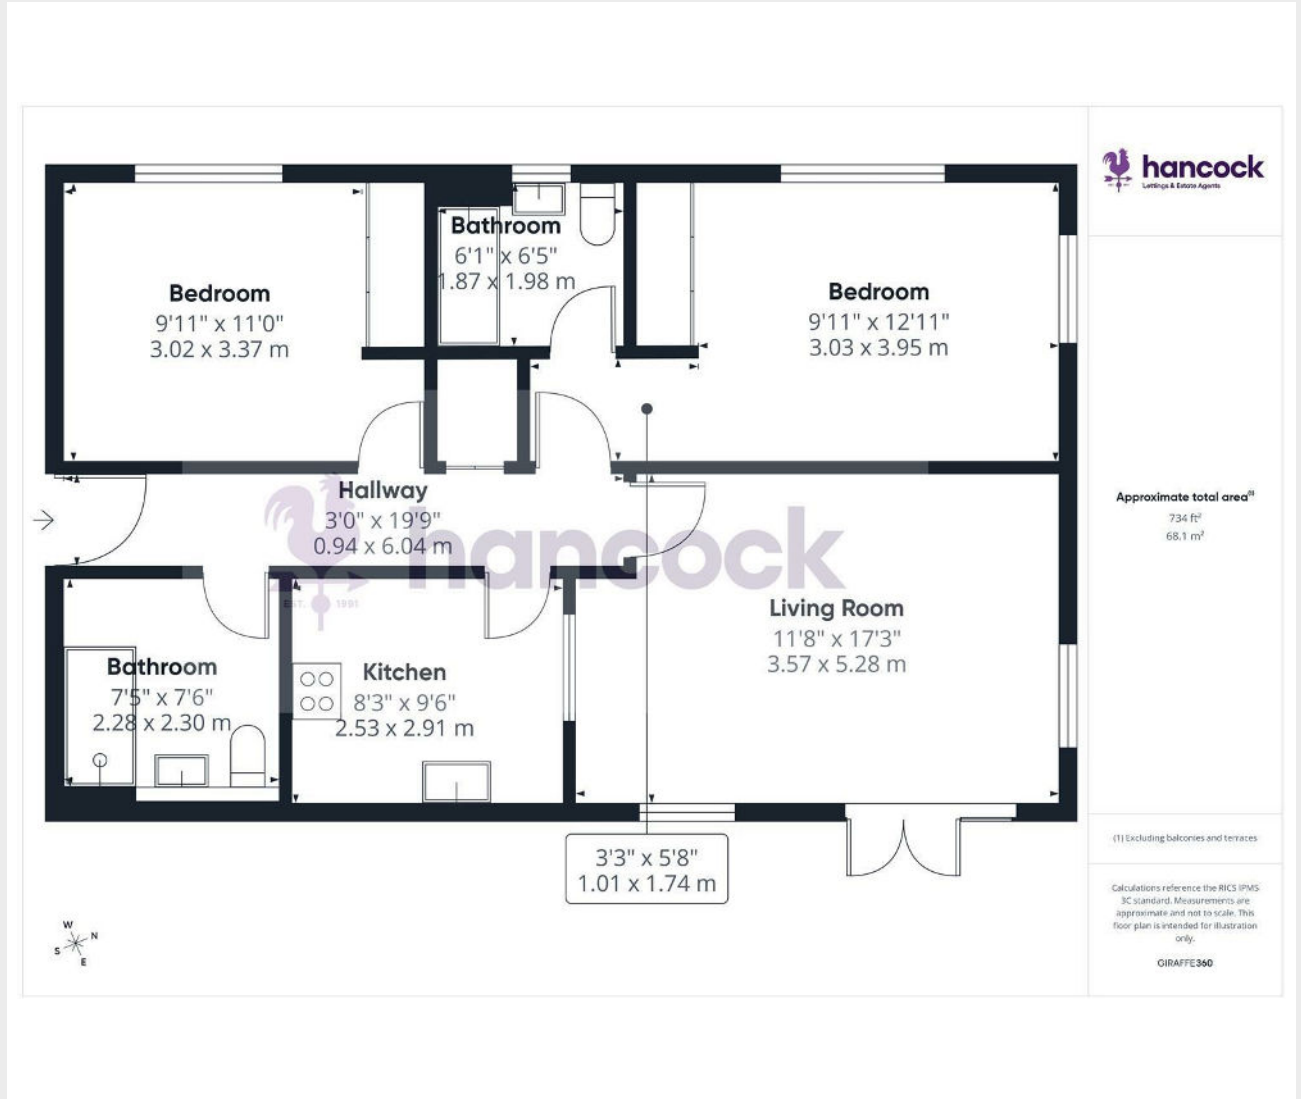 hancock
Lettings & Estate Agents
Bathroom
6'1" x 6'5"
1.87 x 1.98 m
Bedroom
9'11" x 11'0"
3.02 x 3.37 m
Bedroom
9'11" x 12'11"
3.03 x 3.95 m
Hallway
3'0" x 19'9"
0.94 x 6.04 m
hancock
EST. 1991
Living Room
11'8" x 17'3"
3.57 x 5.28 m
Bathroom
7'5" x 7'6"
2.28 x 2.30 m
Kitchen
8'3" x 9'6"
2.53 x 2.91 m
3'3" x 5'8"
1.01 x 1.74 m
W
N
S
E
Approximate total area(1)
734 ft²
68.1 m²
(1) Excluding balconies and terraces
Calculations reference the RICS IPMS
3C standard. Measurements are
approximate and not to scale. This
floor plan is intended for illustration
only.
GIRAFFE360